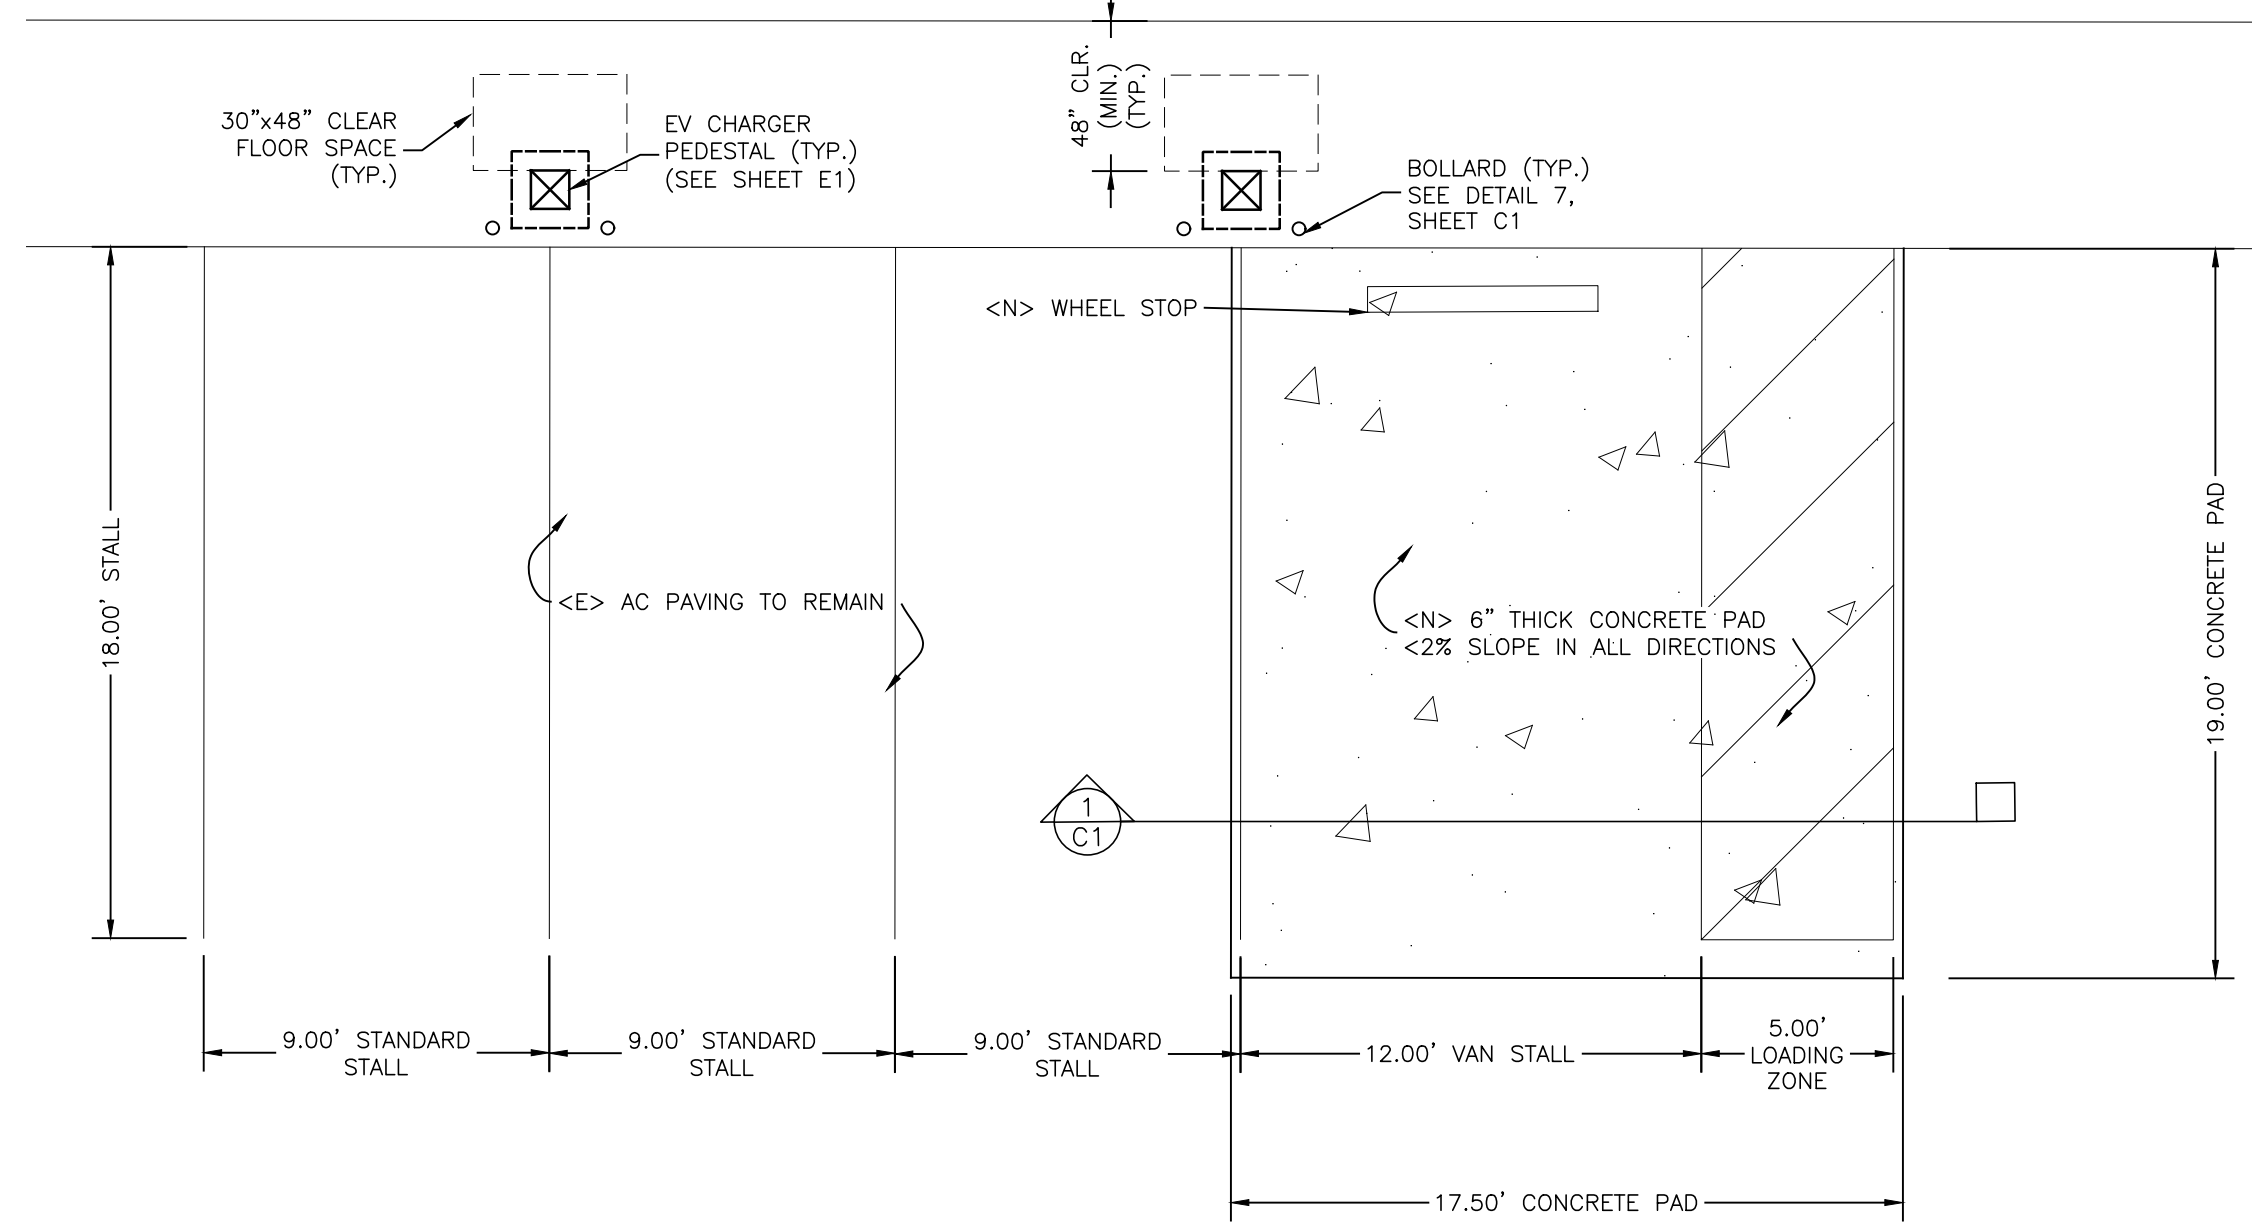 48” CLR.
(MIN.)
(TYP.)
30”x48” CLEAR
FLOOR SPACE
(TYP.)
EV CHARGER
PEDESTAL (TYP.)
(SEE SHEET E1)
BOLLARD (TYP.)
SEE DETAIL 7,
SHEET C1
<N> WHEEL STOP
18.00’ STALL
<E> AC PAVING TO REMAIN
<N> 6” THICK CONCRETE PAD
<2% SLOPE IN ALL DIRECTIONS
19.00’ CONCRETE PAD
1
C1
9.00’ STANDARD
STALL
9.00’ STANDARD
STALL
9.00’ STANDARD
STALL
12.00’ VAN STALL
5.00’
LOADING
ZONE
17.50’ CONCRETE PAD